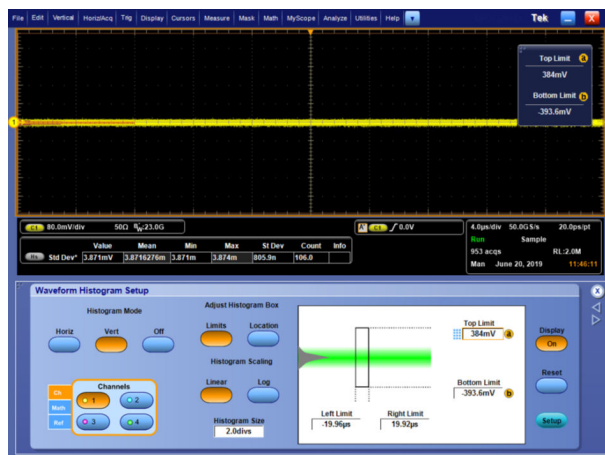 File Edit Vertical Horiz/Acq Trig Display Cursors Measure Mask Math MyScope Analyze Utilities Help Tek X
Top Limit a
384mV
Bottom Limit b
-393.6mV
1
C1 80.0mV/div 50Ω BW:23.0G
A' C1 0.0V
4.0μs/div 50.0GS/s 20.0ps/pt
Run Sample
953 acqs RL:2.0M
Man June 20, 2019 11:46:11
Value Mean Min Max St Dev Count Info
Std Dev* 3.871mV 3.8716276m 3.871m 3.874m 805.9n 106.0
Waveform Histogram Setup X
Histogram Mode
Horiz Vert Off
Ch
Math
Ref
Channels
1 2
3 4
Adjust Histogram Box
Limits Location
Histogram Scaling
Linear Log
Histogram Size
2.0divs
Top Limit
384mV a
Bottom Limit
-393.6mV b
Left Limit Right Limit
-19.96μs 19.92μs
Display
On
Reset
Setup